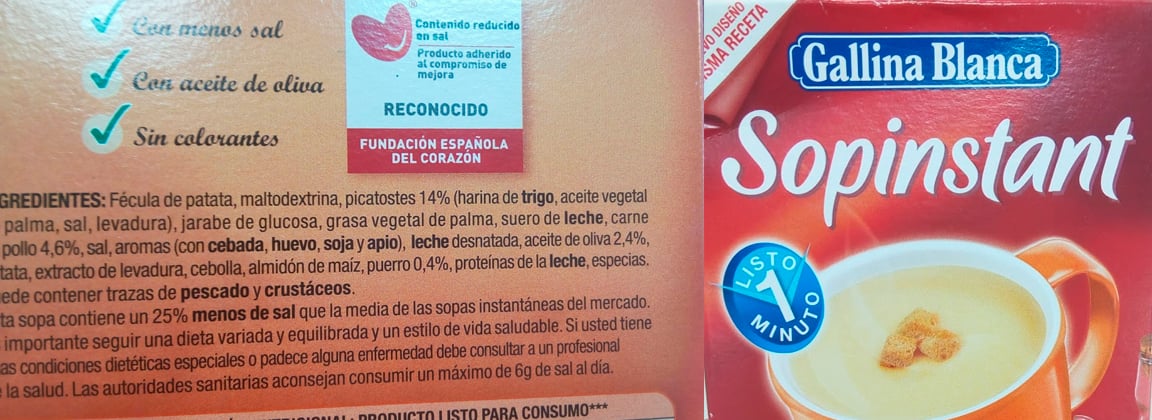 Con menos sal
Con aceite de oliva
Sin colorantes
Contenido reducido
en sal
Producto adherido
al compromiso de
mejora
RECONOCIDO
FUNDACIÓN ESPAÑOLA
DEL CORAZÓN
GREDIENTES: Fécula de patata, maltodextrina, picatostes 14% (harina de trigo, aceite vegetal
palma, sal, levadura), jarabe de glucosa, grasa vegetal de palma, suero de leche, carne
pollo 4,6%, sal, aromas (con cebada, huevo, soja y apio), leche desnatada, aceite de oliva 2,4%,
tata, extracto de levadura, cebolla, almidón de maíz, puerro 0,4%, proteínas de la leche, especias.
ede contener trazas de pescado y crustáceos.
ta sopa contiene un 25% menos de sal que la media de las sopas instantáneas del mercado.
importante seguir una dieta variada y equilibrada y un estilo de vida saludable. Si usted tiene
as condiciones dietéticas especiales o padece alguna enfermedad debe consultar a un profesional
la salud. Las autoridades sanitarias aconsejan consumir un máximo de 6g de sal al día.
PRODUCTO LISTO PARA CONSUMO***
VO DISEÑO
ISMA RECETA
Gallina Blanca
Sopinstant
LISTO
1
MINUTO